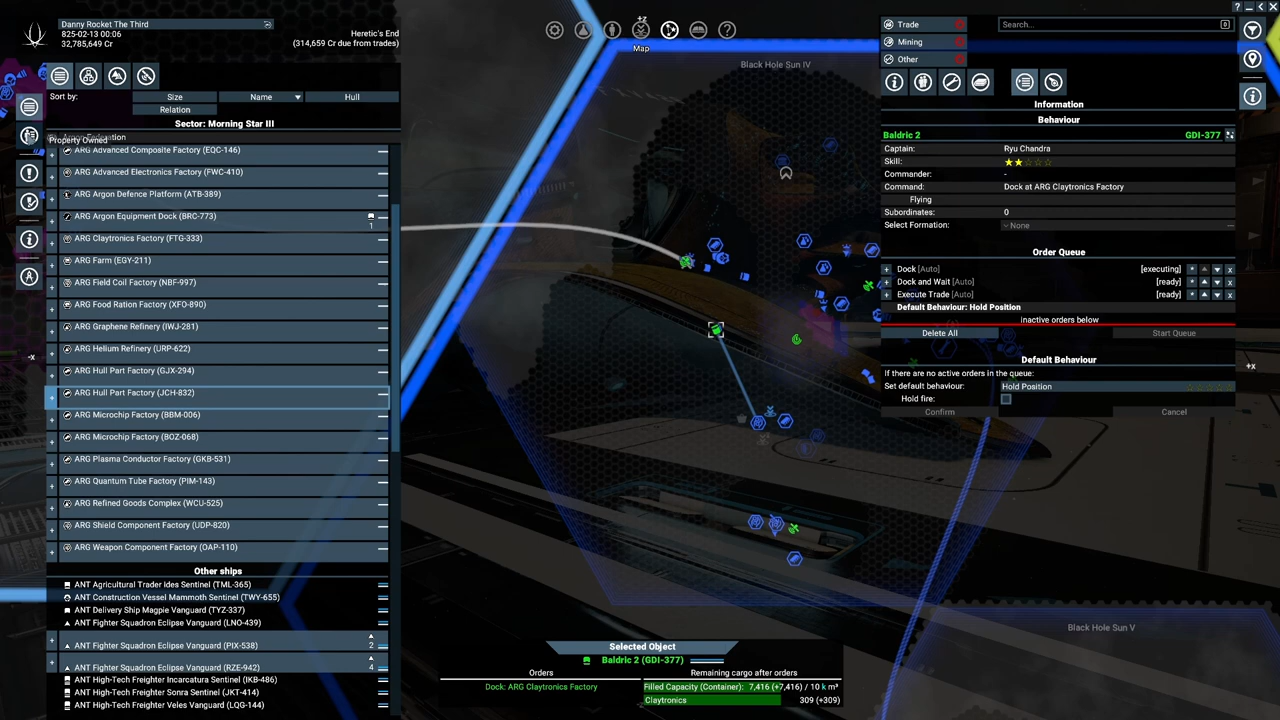 Danny Rocket The Third
825-02-13 00:06
32,785,649 Cr
Heretic's End
(314,659 Cr due from trades)
Sort by:
Size
Name
Hull
Relation
Sector: Morning Star III
Argon Federation
Property Owned
ARG Advanced Composite Factory (EQC-146)
ARG Advanced Electronics Factory (FWC-410)
ARG Argon Defence Platform (ATB-389)
ARG Argon Equipment Dock (BRC-773)
1
ARG Claytronics Factory (FTG-333)
ARG Farm (EGY-211)
ARG Field Coil Factory (NBF-997)
ARG Food Ration Factory (XFO-890)
ARG Graphene Refinery (IWJ-281)
ARG Helium Refinery (URP-622)
ARG Hull Part Factory (GJX-294)
ARG Hull Part Factory (JCH-832)
ARG Microchip Factory (BBM-006)
ARG Microchip Factory (BOZ-068)
ARG Plasma Conductor Factory (GKB-531)
ARG Quantum Tube Factory (PIM-143)
ARG Refined Goods Complex (WCU-525)
ARG Shield Component Factory (UDP-820)
ARG Weapon Component Factory (OAP-110)
Other ships
ANT Agricultural Trader Ides Sentinel (TML-365)
ANT Construction Vessel Mammoth Sentinel (TWY-655)
ANT Delivery Ship Magpie Vanguard (TYZ-337)
ANT Fighter Squadron Eclipse Vanguard (LNO-439)
ANT Fighter Squadron Eclipse Vanguard (PIX-538)
2
ANT Fighter Squadron Eclipse Vanguard (RZE-942)
4
ANT High-Tech Freighter Incarcatura Sentinel (IKB-486)
ANT High-Tech Freighter Sonra Sentinel (JKT-414)
ANT High-Tech Freighter Veles Vanguard (LQG-144)
-x
+z
Map
Black Hole Sun IV
Black Hole Sun V
+x
Selected Object
Baldric 2 (GDI-377)
Orders
Remaining cargo after orders
Dock: ARG Claytronics Factory
Filled Capacity (Container): 7,416 (+7,416) / 10 k m³
Claytronics
309 (+309)
Trade
Mining
Other
Search...
Information
Behaviour
Baldric 2
GDI-377
Captain:
Ryu Chandra
Skill:
Commander:
-
Command:
Dock at ARG Claytronics Factory
Flying
Subordinates:
0
Select Formation:
None
Order Queue
Dock [Auto]
[executing]
Dock and Wait [Auto]
[ready]
Execute Trade [Auto]
[ready]
Default Behaviour: Hold Position
inactive orders below
Delete All
Start Queue
Default Behaviour
If there are no active orders in the queue:
Set default behaviour:
Hold Position
Hold fire:
Confirm
Cancel